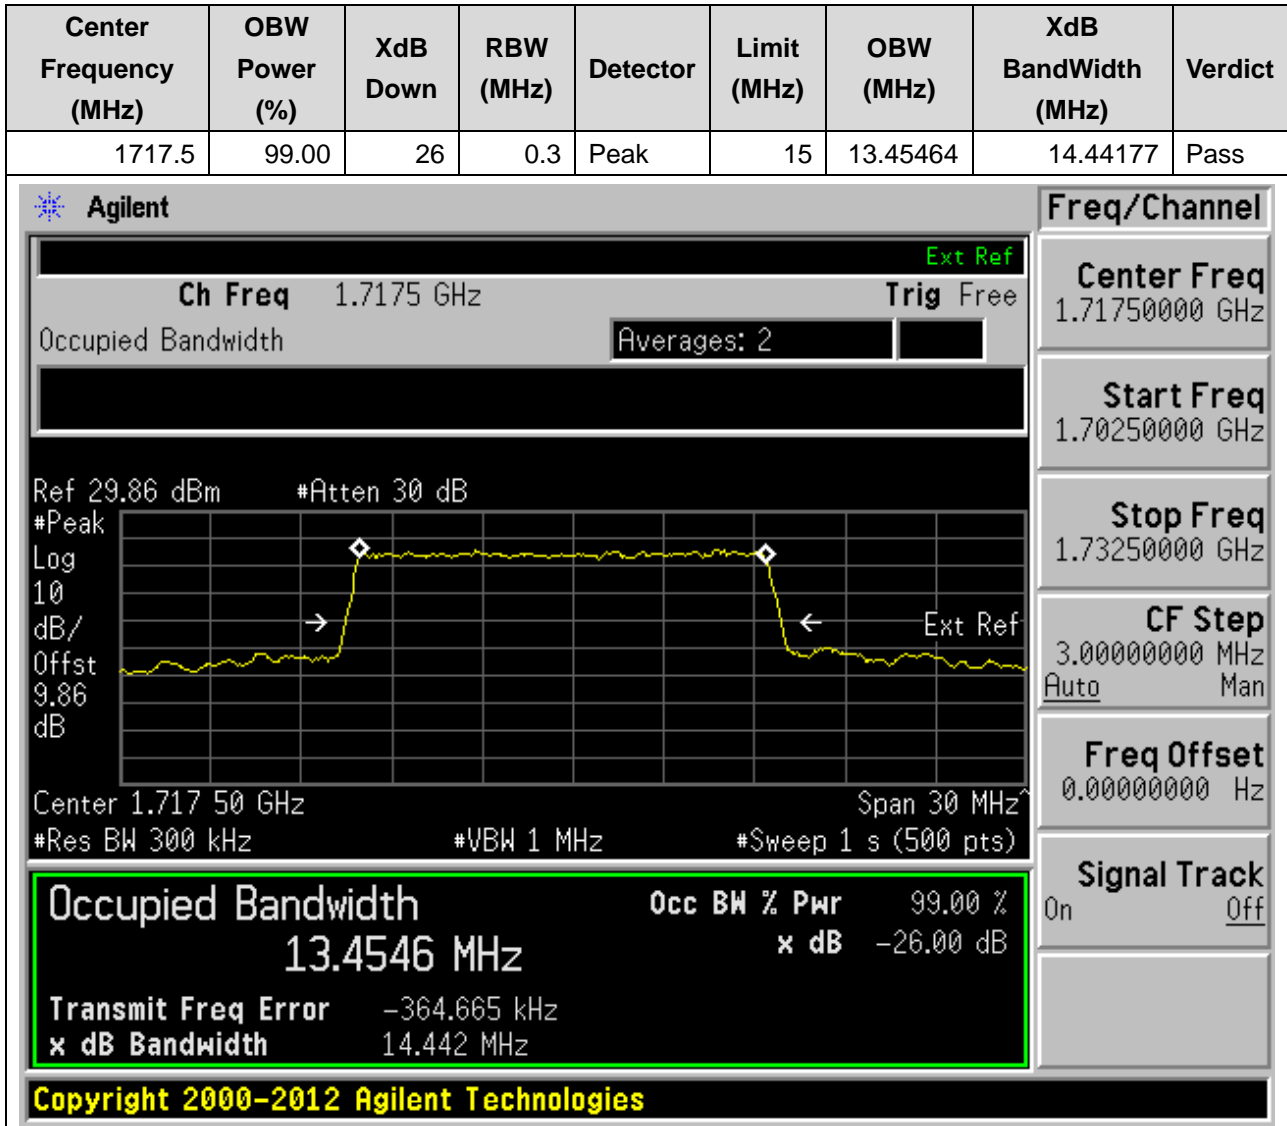 Center Frequency (MHz) OBW Power (%) XdB Down RBW (MHz) Detector Limit (MHz) OBW (MHz) XdB BandWidth (MHz) Verdict
1717.5 99.00 26 0.3 Peak 15 13.45464 14.44177 Pass
Agilent Freq/Channel
Ext Ref
Ch Freq 1.7175 GHz Trig Free
Occupied Bandwidth Averages: 2
Center Freq
1.71750000 GHz
Start Freq
1.70250000 GHz
Stop Freq
1.73250000 GHz
CF Step
3.00000000 MHz
Auto Man
Freq Offset
0.00000000 Hz
Signal Track
On Off
Ref 29.86 dBm #Atten 30 dB
#Peak
Log
10
dB/
Offst
9.86
dB
Ext Ref
Center 1.717 50 GHz Span 30 MHz^
#Res BW 300 kHz #VBW 1 MHz #Sweep 1 s (500 pts)
Occupied Bandwidth
13.4546 MHz
Occ BW % Pwr 99.00 %
x dB -26.00 dB
Transmit Freq Error -364.665 kHz
x dB Bandwidth 14.442 MHz
Copyright 2000-2012 Agilent Technologies